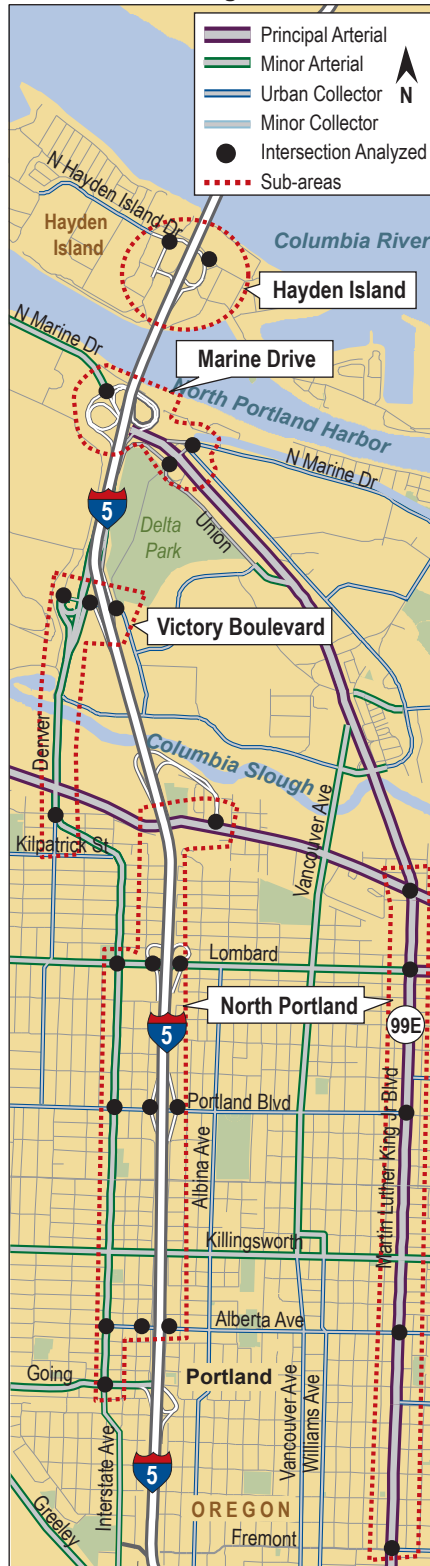 Principal Arterial
Minor Arterial
Urban Collector
Minor Collector
Intersection Analyzed
Sub-areas
N
N Hayden Island Dr
Hayden
Island
Columbia River
Hayden Island
N Marine Dr
Marine Drive
North Portland Harbor
N Marine Dr
5
Delta
Park
Union
Victory Boulevard
Denver
Columbia Slough
Vancouver Ave
Kilpatrick St
Lombard
North Portland
5
99E
Portland Blvd
Albina Ave
Martin Luther King Jr Blvd
Killingsworth
Alberta Ave
Going
Portland
Interstate Ave
Vancouver Ave
Williams Ave
5
Greeley
OREGON
Fremont